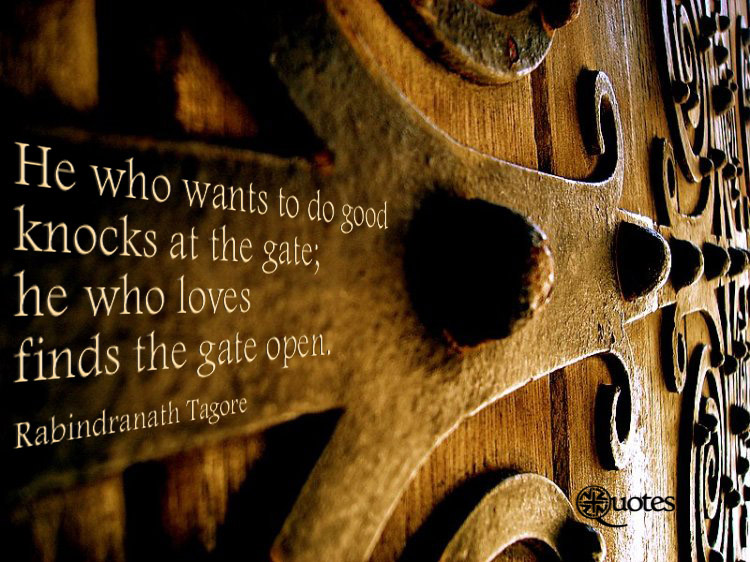 He who wants to do good
knocks at the gate;
he who loves
finds the gate open.
Rabindranath Tagore
Quotes